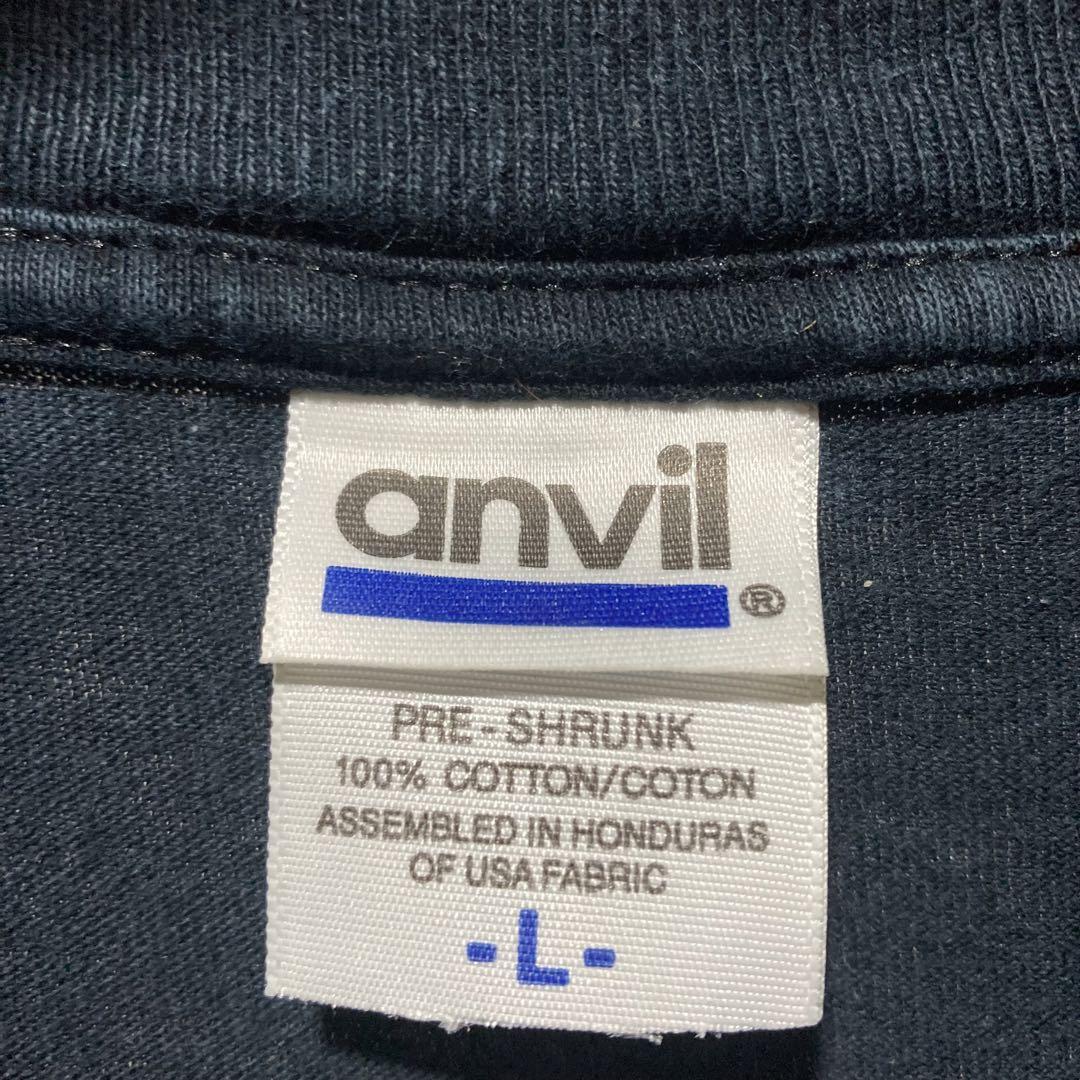 anvil®
PRE-SHRUNK
100% COTTON/COTON
ASSEMBLED IN HONDURAS
OF USA FABRIC
-L-